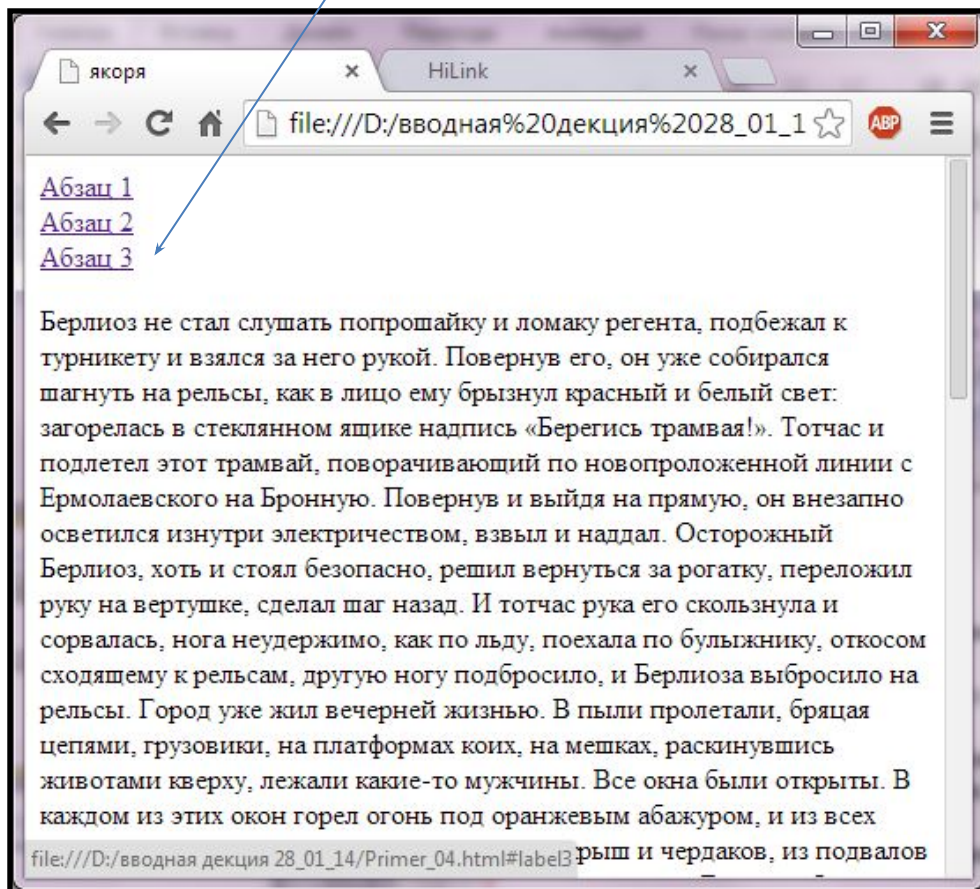 якоря
HiLink
file:///D:/вводная%20декция%2028_01_1
ABP
Абзац 1
Абзац 2
Абзац 3
Берлиоз не стал слушать попрошайку и ломаку регента, подбежал к
турникету и взялся за него рукой. Повернув его, он уже собирался
шагнуть на рельсы, как в лицо ему брызнул красный и белый свет:
загорелась в стеклянном ящике надпись «Берегись трамвая!». Тотчас и
подлетел этот трамвай, поворачивающий по новопроложенной линии с
Ермолаевского на Бронную. Повернув и выйдя на прямую, он внезапно
осветился изнутри электричеством, взвыл и наддал. Осторожный
Берлиоз, хоть и стоял безопасно, решил вернуться за рогатку, переложил
руку на вертушке, сделал шаг назад. И тотчас рука его скользнула и
сорвалась, нога неудержимо, как по льду, поехала по булыжнику, откосом
сходящему к рельсам, другую ногу подбросило, и Берлиоза выбросило на
рельсы. Город уже жил вечерней жизнью. В пыли пролетали, бряцая
цепями, грузовики, на платформах коих, на мешках, раскинувшись
животами кверху, лежали какие-то мужчины. Все окна были открыты. В
каждом из этих окон горел огонь под оранжевым абажуром, и из всех
рыш и чердаков, из подвалов
file:///D:/вводная декция 28_01_14/Primer_04.html#label3